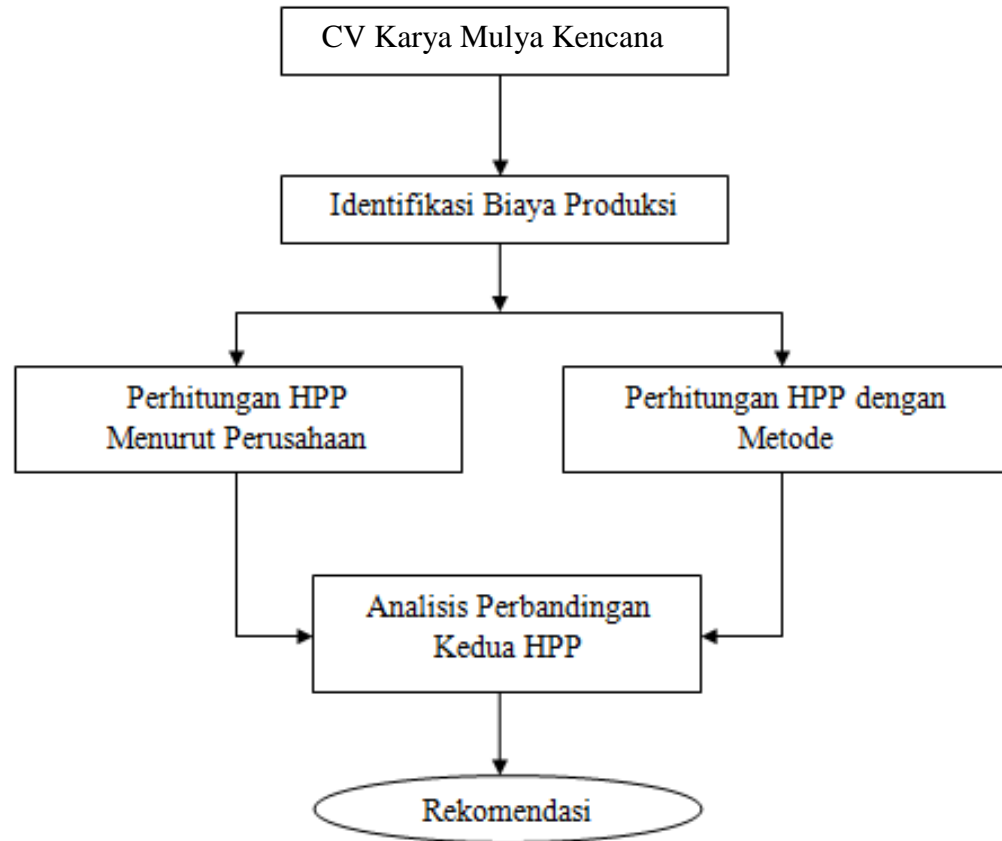 CV Karya Mulya Kencana
Identifikasi Biaya Produksi
Perhitungan HPP
Menurut Perusahaan
Perhitungan HPP dengan
Metode
Analisis Perbandingan
Kedua HPP
Rekomendasi